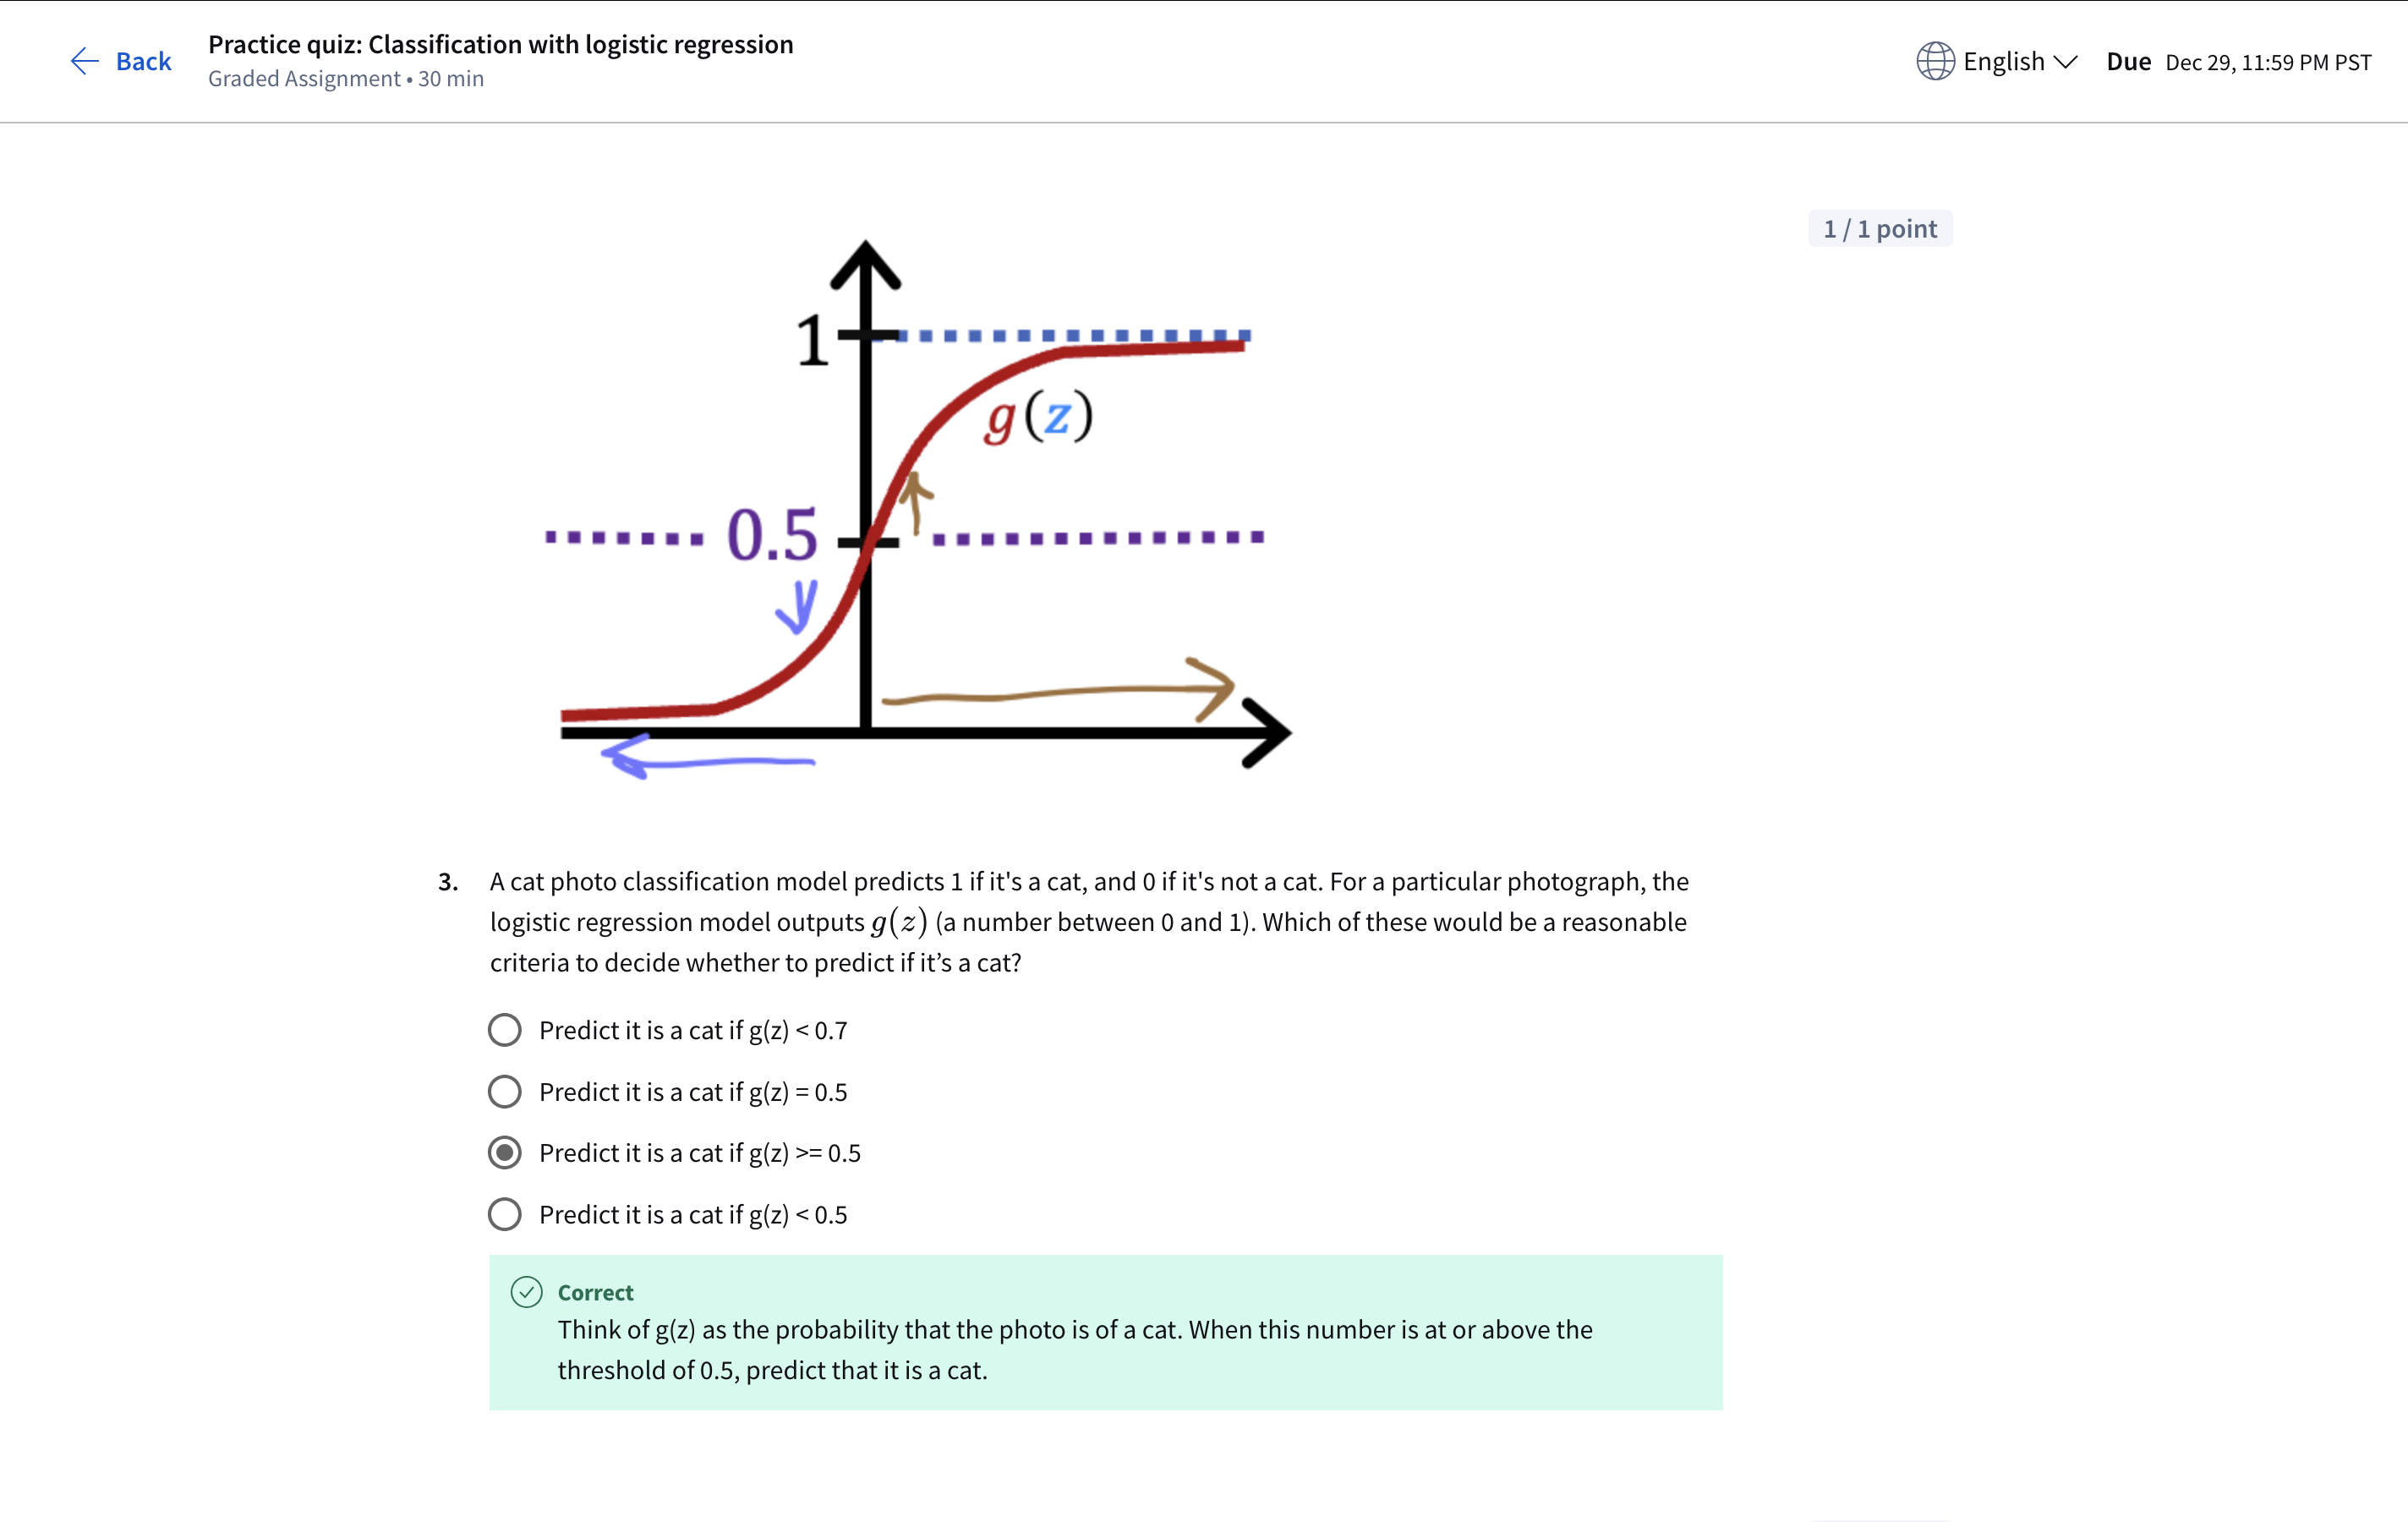 Back
Practice quiz: Classification with logistic regression
Graded Assignment • 30 min
English
Due Dec 29, 11:59 PM PST
1 / 1 point
1
g(z)
0.5
3. A cat photo classification model predicts 1 if it's a cat, and 0 if it's not a cat. For a particular photograph, the
logistic regression model outputs g(z) (a number between 0 and 1). Which of these would be a reasonable
criteria to decide whether to predict if it’s a cat?
Predict it is a cat if g(z) < 0.7
Predict it is a cat if g(z) = 0.5
Predict it is a cat if g(z) >= 0.5
Predict it is a cat if g(z) < 0.5
Correct
Think of g(z) as the probability that the photo is of a cat. When this number is at or above the
threshold of 0.5, predict that it is a cat.